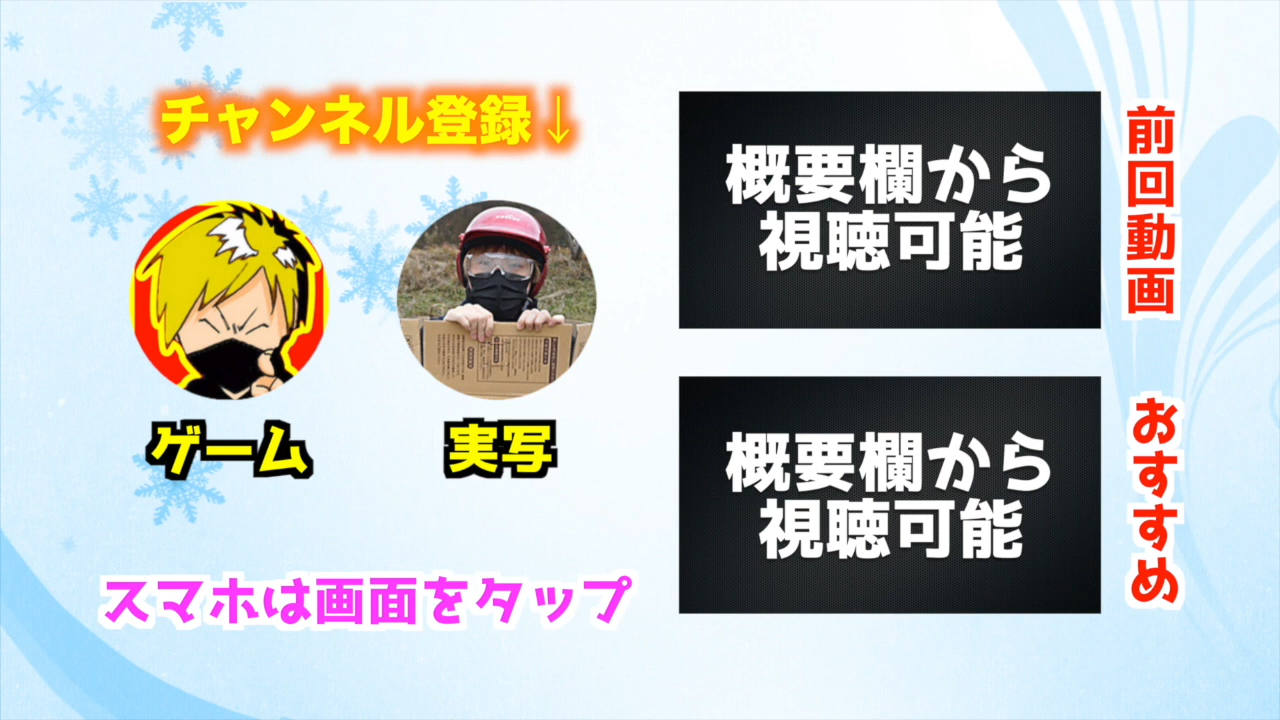 チャンネル登録↓
ゲーム
実写
スマホは画面をタップ
概要欄から
視聴可能
前回動画
概要欄から
視聴可能
おすすめ